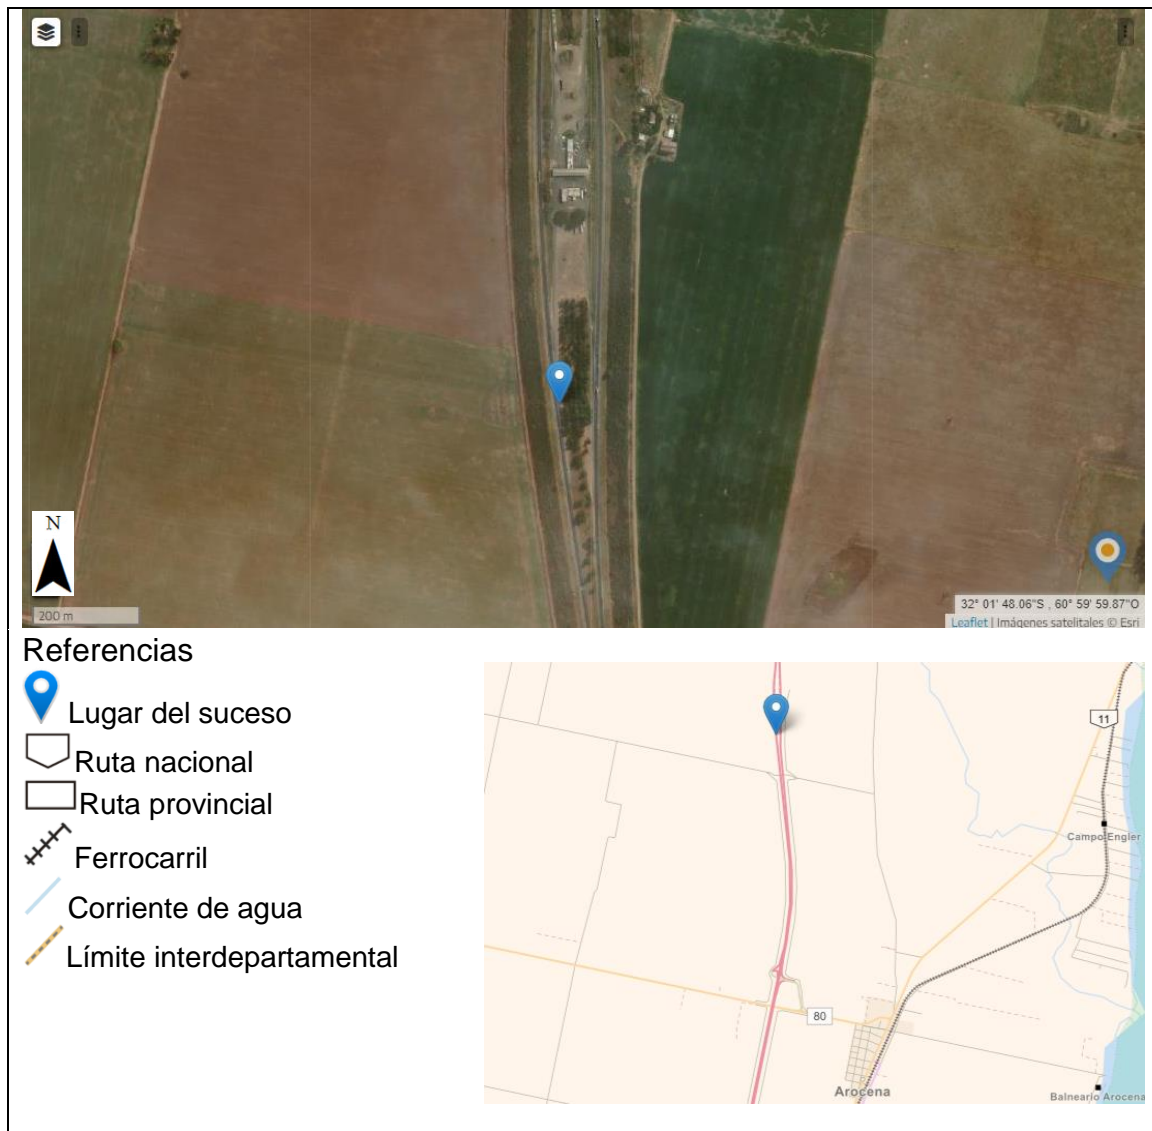 N
200 m
32° 01' 48.06"S , 60° 59' 59.87"O
Leaflet | Imágenes satelitales © Esri
Referencias
Lugar del suceso
Ruta nacional
Ruta provincial
Ferrocarril
Corriente de agua
Límite interdepartamental
11
Campo Engler
80
Arocena
Balneario Arocena